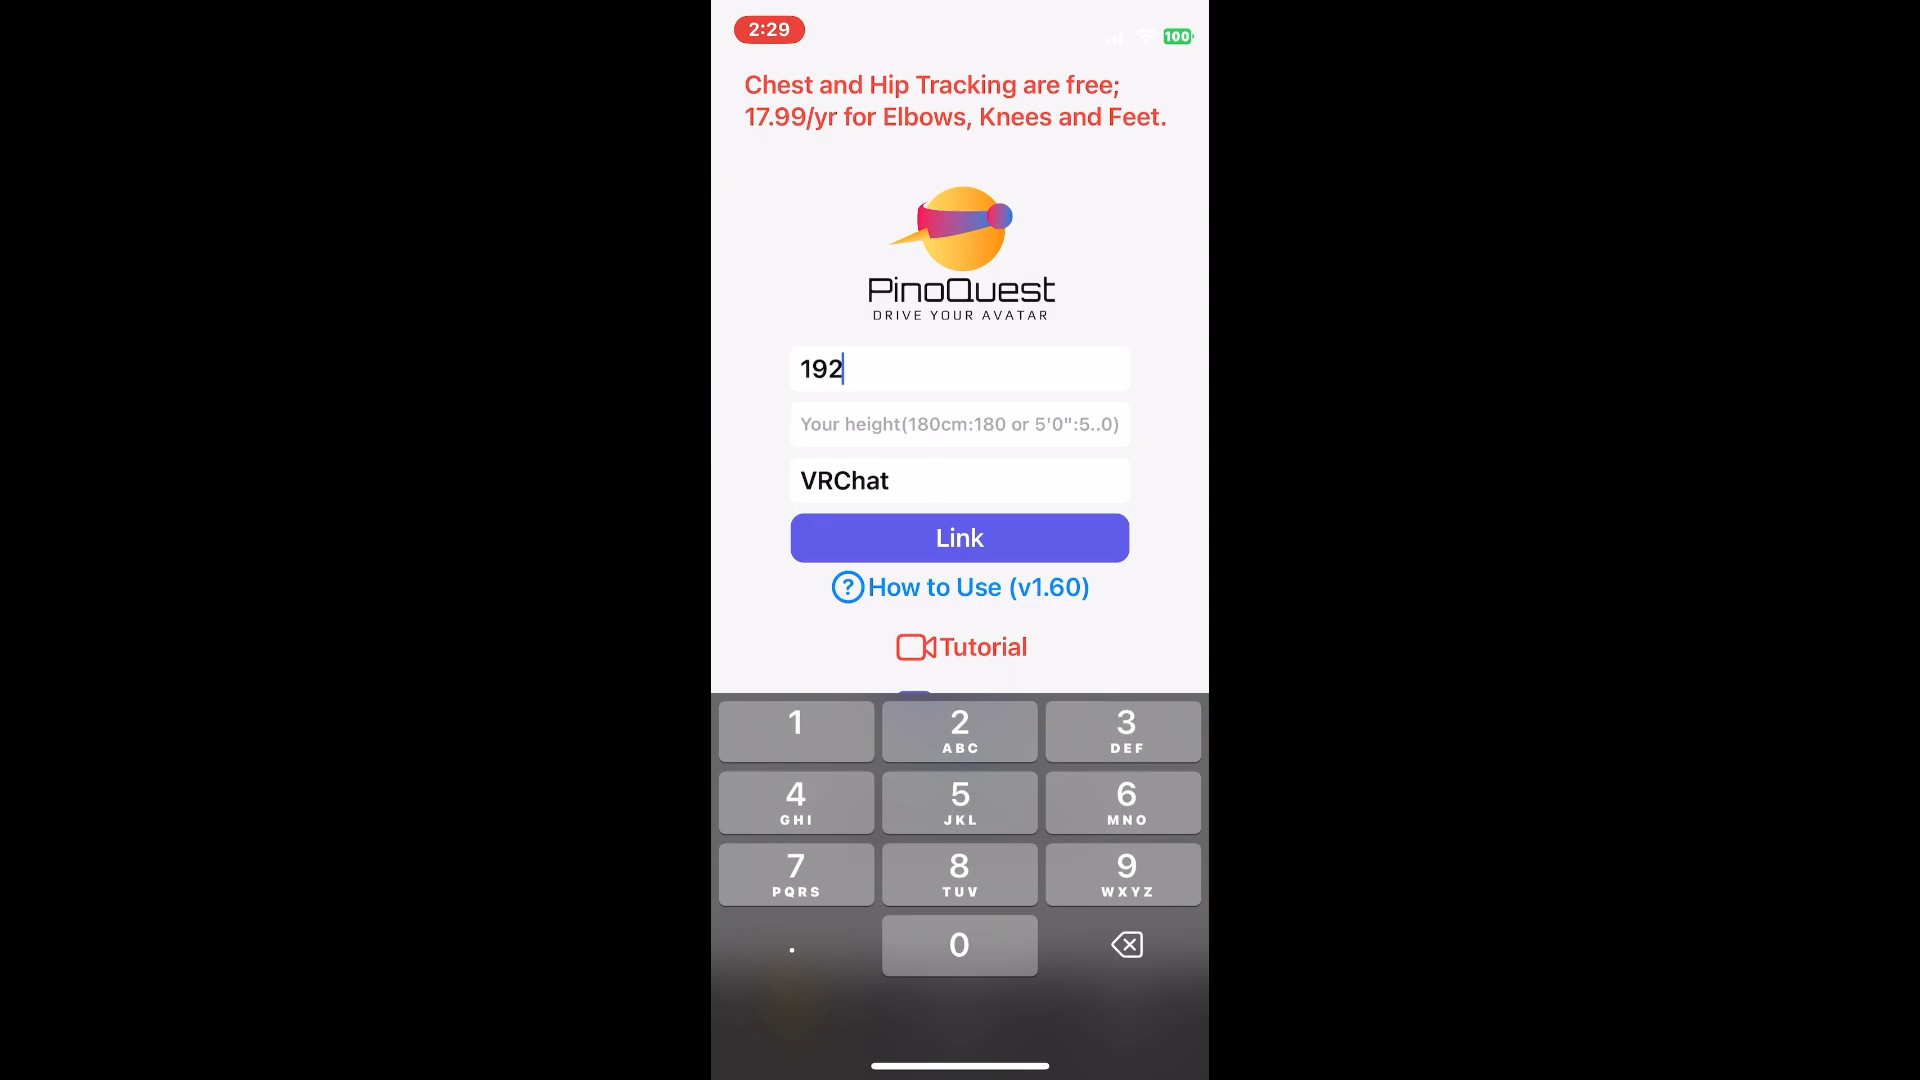 2:29
100
Chest and Hip Tracking are free;
17.99/yr for Elbows, Knees and Feet.
PinoQuest
DRIVE YOUR AVATAR
192
Your height(180cm:180 or 5'0":5..0)
VRChat
Link
? How to Use (v1.60)
Tutorial
1
2
ABC
3
DEF
4
GHI
5
JKL
6
MNO
7
PQRS
8
TUV
9
WXYZ
.
0